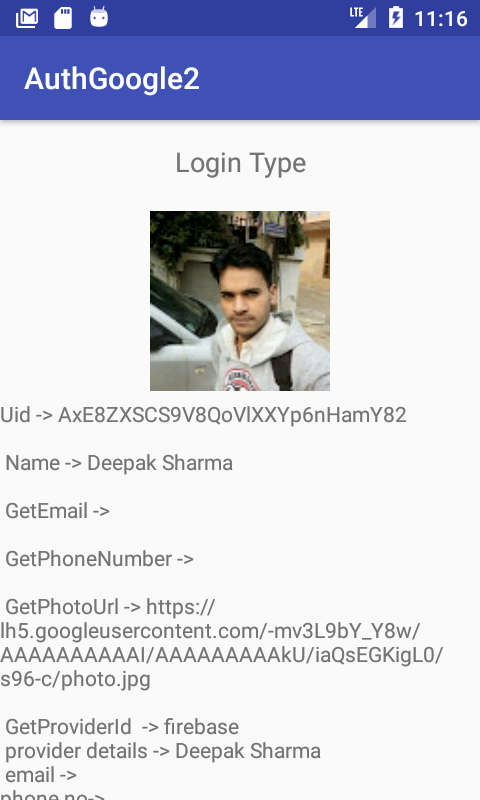 LTE 11:16
AuthGoogle2
Login Type
Uid -> AxE8ZXSCS9V8QoVlXXYp6nHamY82
Name -> Deepak Sharma
GetEmail ->
GetPhoneNumber ->
GetPhotoUrl -> https://
lh5.googleusercontent.com/-mv3L9bY_Y8w/
AAAAAAAAAAI/AAAAAAAAAkU/iaQsEGKigL0/
s96-c/photo.jpg
GetProviderId  -> firebase
provider details -> Deepak Sharma
email ->
phone no->